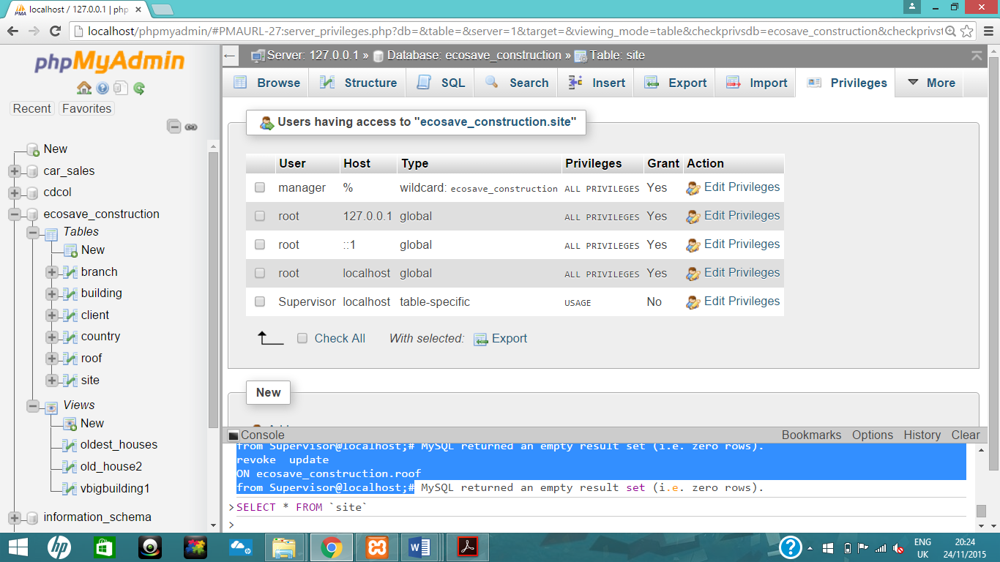 localhost / 127.0.0.1 | php
localhost/phpmyadmin/#PMAURL-27:server_privileges.php?db=&table=&server=1&target=&viewing_mode=table&checkprivsdb=ecosave_construction&checkprivst
phpMyAdmin
Recent Favorites
New
car_sales
cdcol
ecosave_construction
Tables
New
branch
building
client
country
roof
site
Views
New
oldest_houses
old_house2
vbigbuilding1
information_schema
Server: 127.0.0.1 » Database: ecosave_construction » Table: site
Browse Structure SQL Search Insert Export Import Privileges More
Users having access to "ecosave_construction.site"
User Host Type Privileges Grant Action
manager % wildcard: ecosave_construction ALL PRIVILEGES Yes Edit Privileges
root 127.0.0.1 global ALL PRIVILEGES Yes Edit Privileges
root ::1 global ALL PRIVILEGES Yes Edit Privileges
root localhost global ALL PRIVILEGES Yes Edit Privileges
Supervisor localhost table-specific USAGE No Edit Privileges
Check All With selected: Export
New
Console Bookmarks Options History Clear
from Supervisor@localhost;# MySQL returned an empty result set (i.e. zero rows).
revoke  update
ON ecosave_construction.roof
from Supervisor@localhost;# MySQL returned an empty result set (i.e. zero rows).
>SELECT * FROM `site`
>
ENG 20:24
UK 24/11/2015